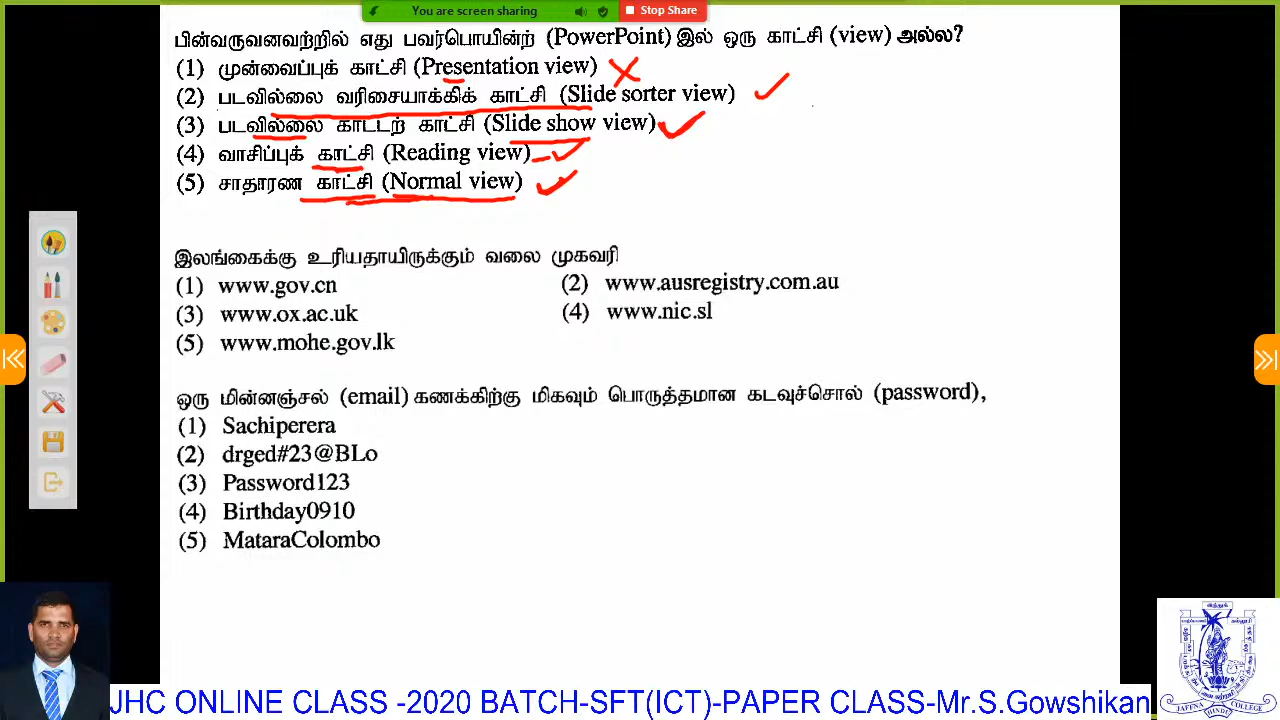 You are screen sharing
Stop Share
பின்வருவனவற்றில் எது பவர்பொயின்ற் (PowerPoint) இல் ஒரு காட்சி (view) அல்ல?
(1) முன்வைப்புக் காட்சி (Presentation view)
(2) படவில்லை வரிசையாக்கிக் காட்சி (Slide sorter view)
(3) படவில்லை காட்டற் காட்சி (Slide show view)
(4) வாசிப்புக் காட்சி (Reading view)
(5) சாதாரண காட்சி (Normal view)
இலங்கைக்கு உரியதாயிருக்கும் வலை முகவரி
(1) www.gov.cn (2) www.ausregistry.com.au
(3) www.ox.ac.uk (4) www.nic.sl
(5) www.mohe.gov.lk
ஒரு மின்னஞ்சல் (email) கணக்கிற்கு மிகவும் பொருத்தமான கடவுச்சொல் (password),
(1) Sachiperera
(2) drged#23@BLo
(3) Password123
(4) Birthday0910
(5) MataraColombo
JHC ONLINE CLASS -2020 BATCH-SFT(ICT)-PAPER CLASS-Mr.S.Gowshikan